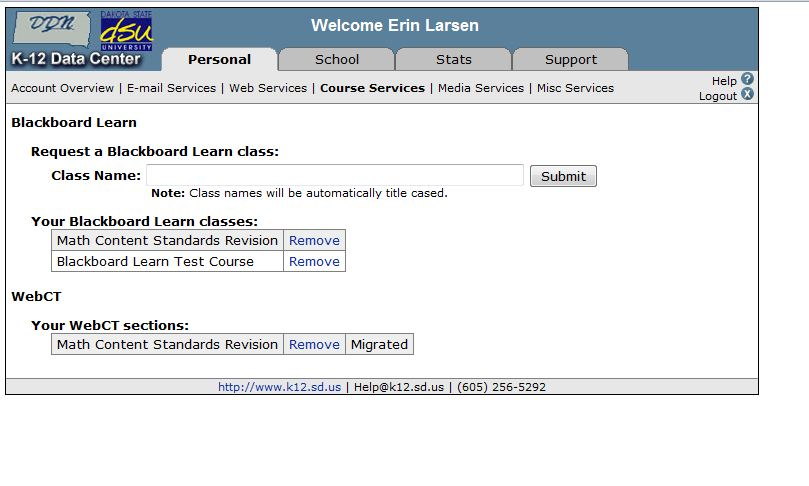 DDN
DAKOTA STATE
dsu
UNIVERSITY
K-12 Data Center
Welcome Erin Larsen
Personal School Stats Support
Account Overview | E-mail Services | Web Services | Course Services | Media Services | Misc Services
Help ?
Logout X
Blackboard Learn
Request a Blackboard Learn class:
Class Name: Submit
Note: Class names will be automatically title cased.
Your Blackboard Learn classes:
Math Content Standards Revision Remove
Blackboard Learn Test Course Remove
WebCT
Your WebCT sections:
Math Content Standards Revision Remove Migrated
http://www.k12.sd.us | Help@k12.sd.us | (605) 256-5292